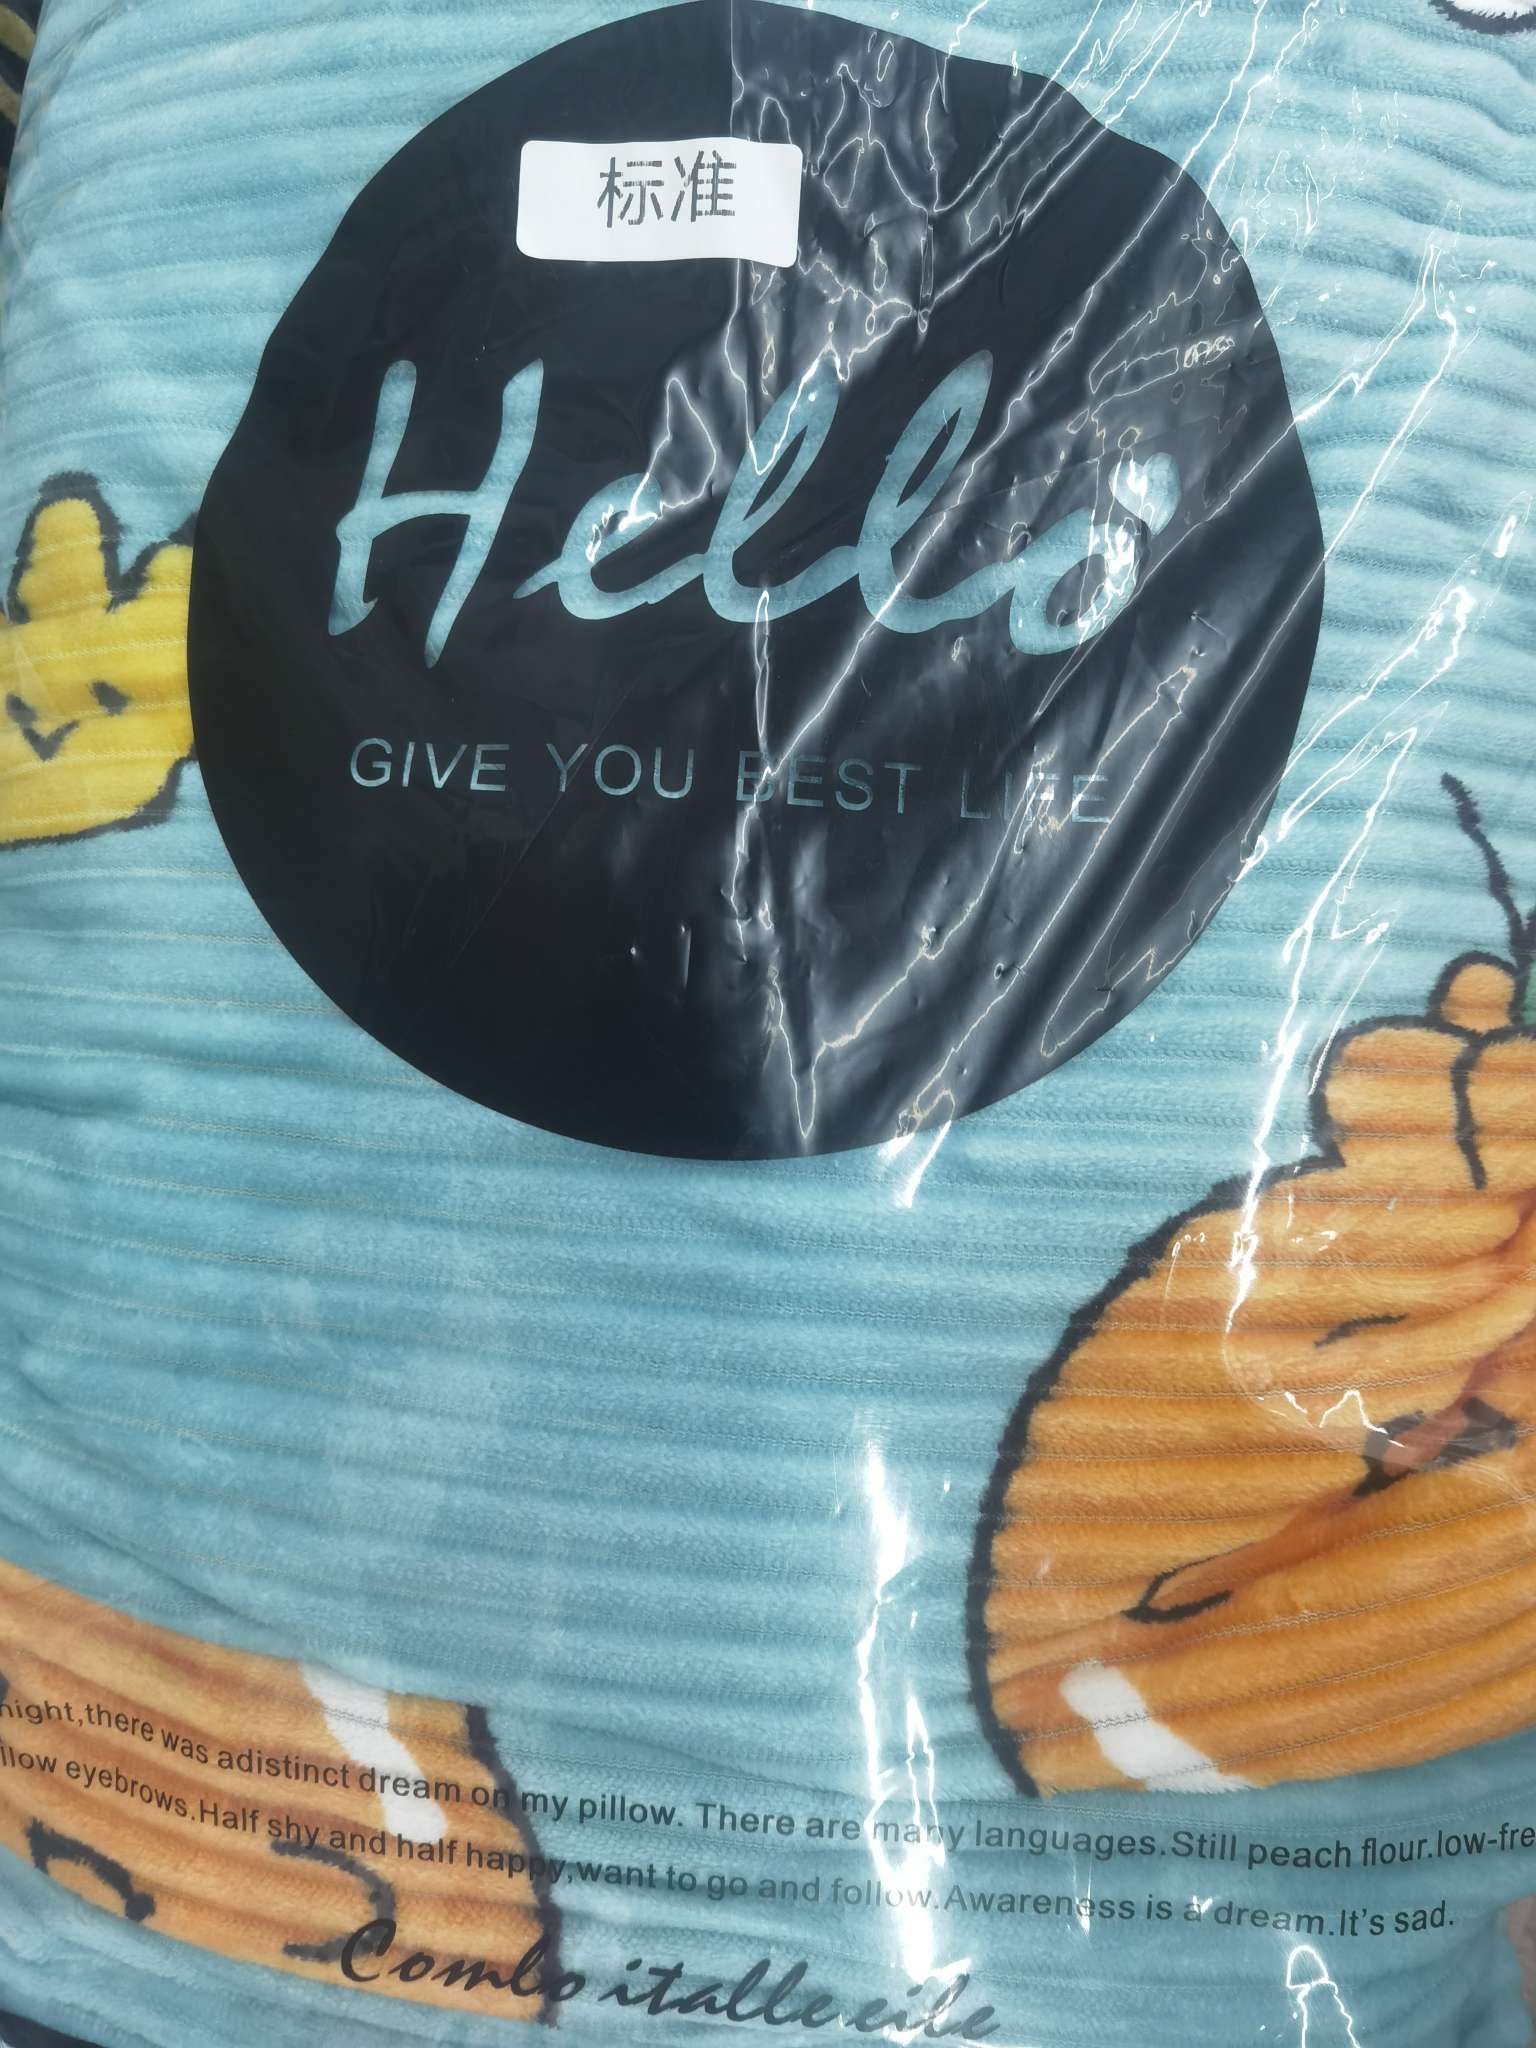 标准
Hello
GIVE YOU BEST LIFE
night,there was adistinct dream on my pillow. There are many languages.Still peach flour.low-fre
llow eyebrows.Half shy and half happy,want to go and follow.Awareness is a dream.It's sad.
Combo italleeile